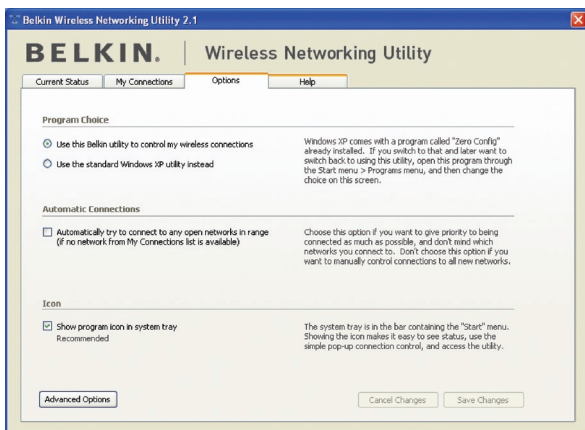 Belkin Wireless Networking Utility 2.1
BELKIN. | Wireless Networking Utility
Current Status My Connections Options Help
Program Choice
Use this Belkin utility to control my wireless connections
Use the standard Windows XP utility instead
Windows XP comes with a program called "Zero Config"
already installed. If you switch to that and later want to
switch back to using this utility, open this program through
the Start menu > Programs menu, and then change the
choice on this screen.
Automatic Connections
Automatically try to connect to any open networks in range
(if no network from My Connections list is available)
Choose this option if you want to give priority to being
connected as much as possible, and don't mind which
networks you connect to. Don't choose this option if you
want to manually control connections to all new networks.
Icon
Show program icon in system tray
Recommended
The system tray is in the bar containing the "Start" menu.
Showing the icon makes it easy to see status, use the
simple pop-up connection control, and access the utility.
Advanced Options
Cancel Changes Save Changes